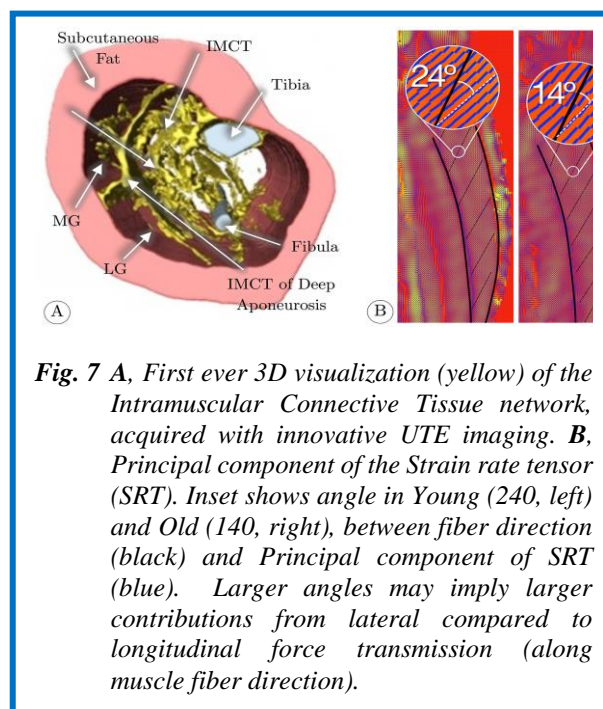 Subcutaneous
Fat
IMCT
Tibia
MG
LG
Fibula
IMCT of Deep
Aponeurosis
A
24º
14º
B
Fig. 7 A, First ever 3D visualization (yellow) of the
Intramuscular Connective Tissue network,
acquired with innovative UTE imaging. B,
Principal component of the Strain rate tensor
(SRT). Inset shows angle in Young (240, left)
and Old (140, right), between fiber direction
(black) and Principal component of SRT
(blue). Larger angles may imply larger
contributions from lateral compared to
longitudinal force transmission (along
muscle fiber direction).